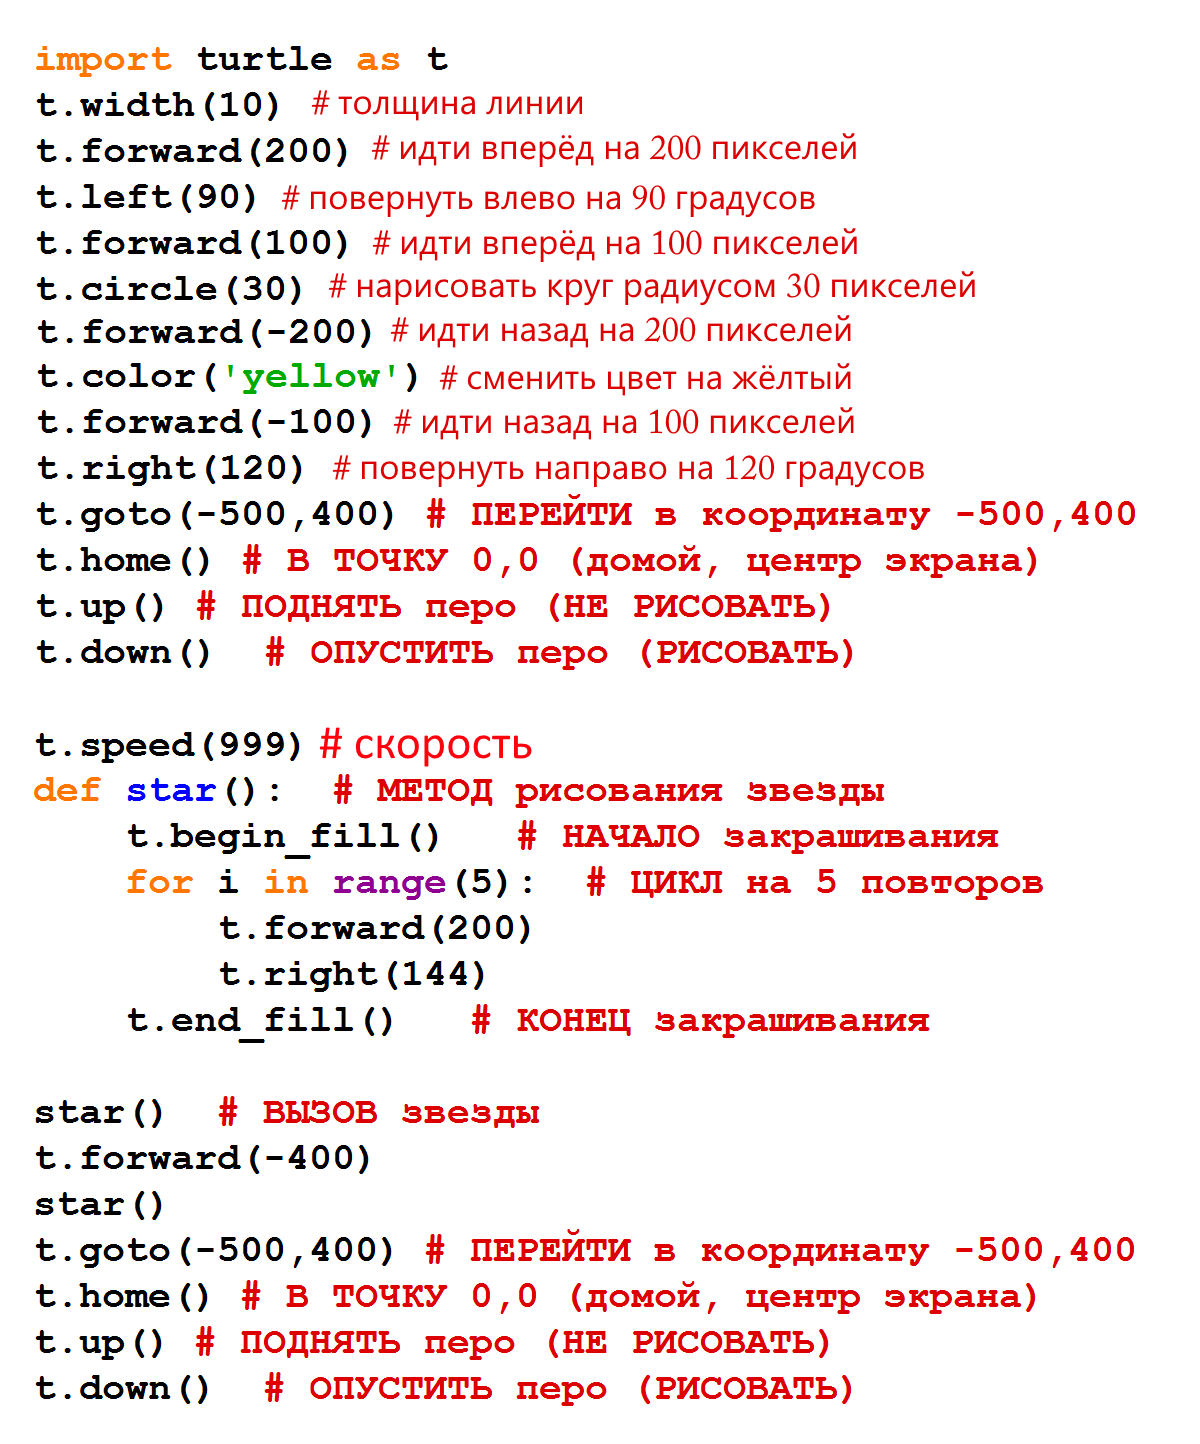 import turtle as t
t.width(10) # толщина линии
t.forward(200) # идти вперёд на 200 пикселей
t.left(90) # повернуть влево на 90 градусов
t.forward(100) # идти вперёд на 100 пикселей
t.circle(30) # нарисовать круг радиусом 30 пикселей
t.forward(-200) # идти назад на 200 пикселей
t.color('yellow') # сменить цвет на жёлтый
t.forward(-100) # идти назад на 100 пикселей
t.right(120) # повернуть направо на 120 градусов
t.goto(-500,400) # ПЕРЕЙТИ в координату -500,400
t.home() # В ТОЧКУ 0,0 (домой, центр экрана)
t.up() # ПОДНЯТЬ перо (НЕ РИСОВАТЬ)
t.down()  # ОПУСТИТЬ перо (РИСОВАТЬ)

t.speed(999) # скорость
def star():  # МЕТОД рисования звезды
    t.begin_fill()   # НАЧАЛО закрашивания
    for i in range(5):  # ЦИКЛ на 5 повторов
        t.forward(200)
        t.right(144)
    t.end_fill()   # КОНЕЦ закрашивания

star()  # ВЫЗОВ звезды
t.forward(-400)
star()
t.goto(-500,400) # ПЕРЕЙТИ в координату -500,400
t.home() # В ТОЧКУ 0,0 (домой, центр экрана)
t.up() # ПОДНЯТЬ перо (НЕ РИСОВАТЬ)
t.down()  # ОПУСТИТЬ перо (РИСОВАТЬ)